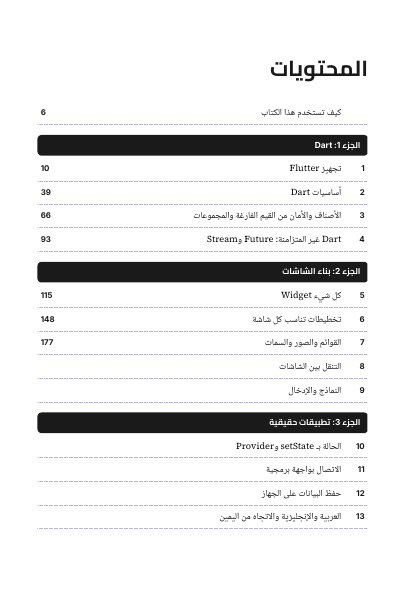 المحتويات
كيف تستخدم هذا الكتاب 6
الجزء 1: Dart
1 تجهيز Flutter 10
2 أساسيات Dart 39
3 الأصناف والأمان من القيم الفارغة والمجموعات 66
4 Dart غير المتزامنة: Future وStream 93
الجزء 2: بناء الشاشات
5 كل شيء Widget 115
6 تخطيطات تناسب كل شاشة 148
7 القوائم والصور والسمات 177
8 التنقل بين الشاشات
9 النماذج والإدخال
الجزء 3: تطبيقات حقيقية
10 الحالة بـ setState وProvider
11 الاتصال بواجهة برمجية
12 حفظ البيانات على الجهاز
13 العربية والإنجليزية والاتجاه من اليمين